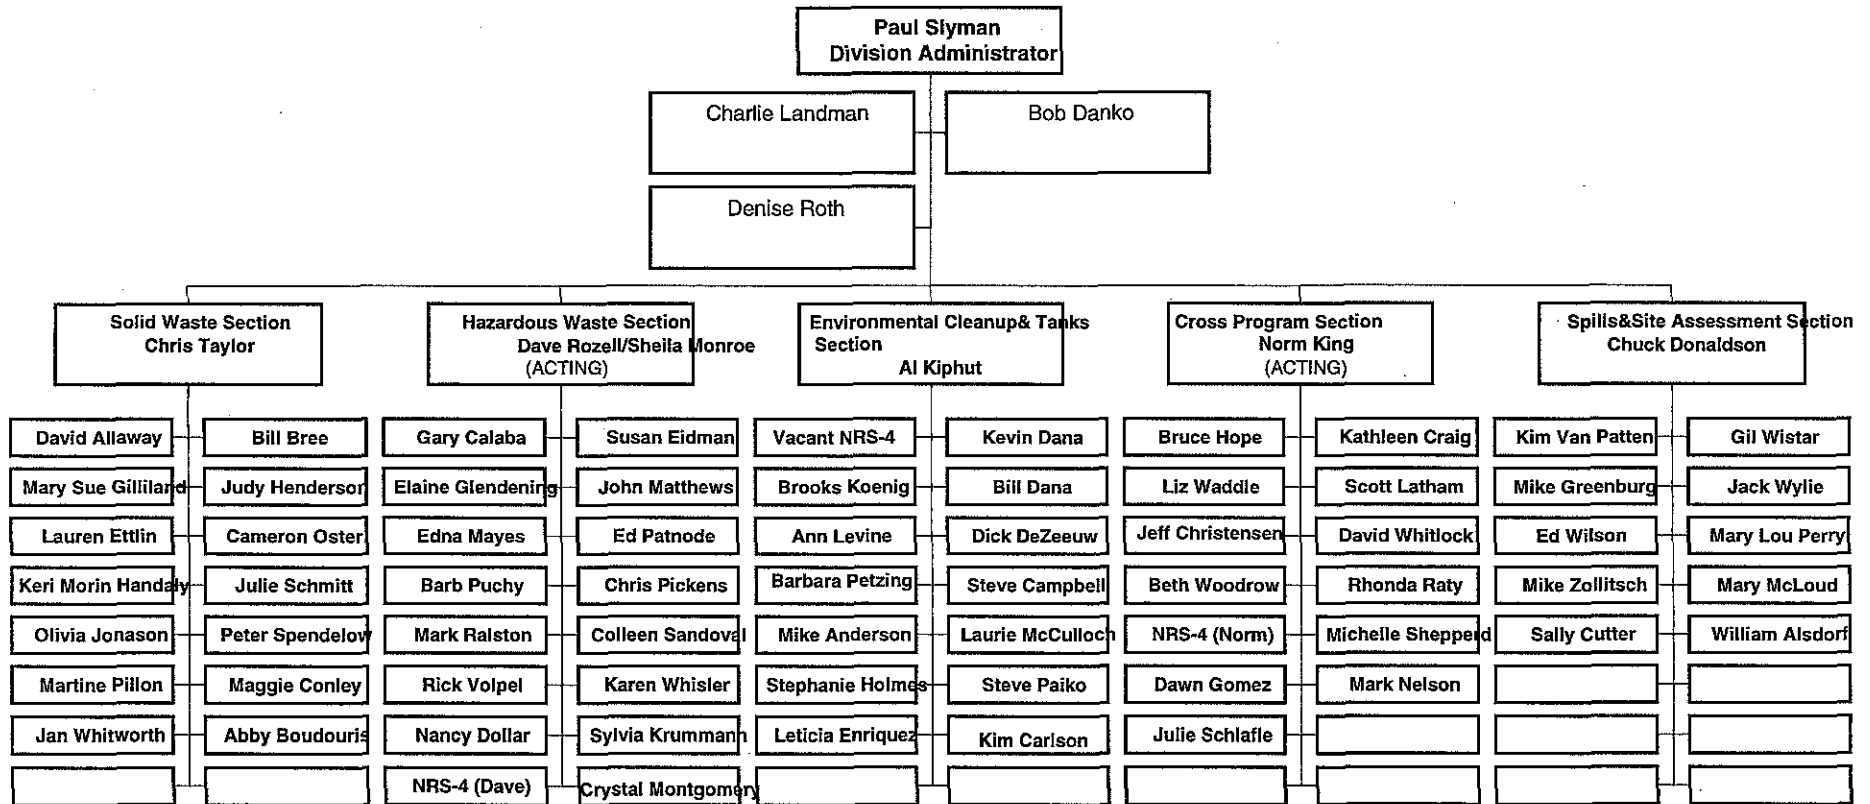 Paul Slyman
Division Administrator
Charlie Landman
Bob Danko
Denise Roth
Solid Waste Section
Chris Taylor
Hazardous Waste Section
Dave Rozell/Sheila Monroe
(ACTING)
Environmental Cleanup& Tanks
Section
Al Kiphut
Cross Program Section
Norm King
(ACTING)
Spills&Site Assessment Section
Chuck Donaldson
David Allaway
Bill Bree
Mary Sue Gilliland
Judy Henderson
Lauren Ettlin
Cameron Oster
Keri Morin Handaly
Julie Schmitt
Olivia Jonason
Peter Spendelow
Martine Pillon
Maggie Conley
Jan Whitworth
Abby Boudouris
Gary Calaba
Susan Eidman
Elaine Glendening
John Matthews
Edna Mayes
Ed Patnode
Barb Puchy
Chris Pickens
Mark Ralston
Colleen Sandoval
Rick Volpel
Karen Whisler
Nancy Dollar
Sylvia Krummann
NRS-4 (Dave)
Crystal Montgomery
Vacant NRS-4
Kevin Dana
Brooks Koenig
Bill Dana
Ann Levine
Dick DeZeeuw
Barbara Petzing
Steve Campbell
Mike Anderson
Laurie McCulloch
Stephanie Holmes
Steve Paiko
Leticia Enriquez
Kim Carlson
Bruce Hope
Kathleen Craig
Liz Waddle
Scott Latham
Jeff Christensen
David Whitlock
Beth Woodrow
Rhonda Raty
NRS-4 (Norm)
Michelle Shepperd
Dawn Gomez
Mark Nelson
Julie Schlafle
Kim Van Patten
Gil Wistar
Mike Greenburg
Jack Wylie
Ed Wilson
Mary Lou Perry
Mike Zollitsch
Mary McLoud
Sally Cutter
William Alsdorf